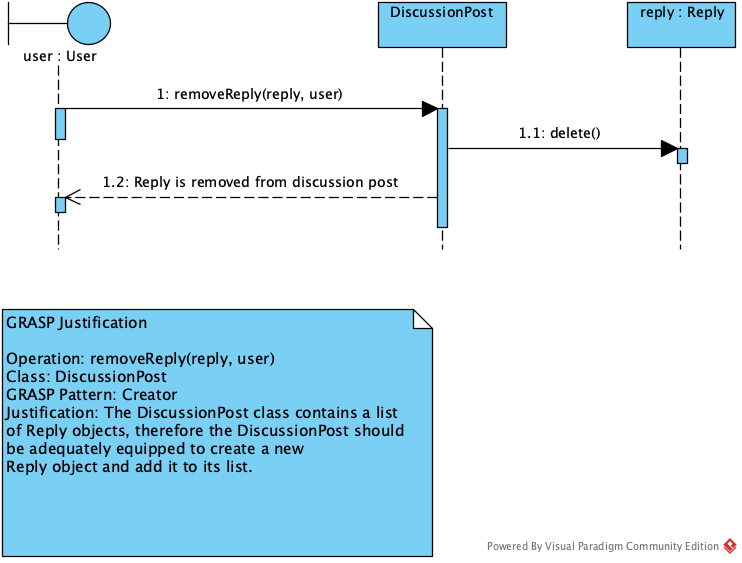 DiscussionPost
reply : Reply
user : User
1: removeReply(reply, user)
1.1: delete()
1.2: Reply is removed from discussion post
GRASP Justification
Operation: removeReply(reply, user)
Class: DiscussionPost
GRASP Pattern: Creator
Justification: The DiscussionPost class contains a list
of Reply objects, therefore the DiscussionPost should
be adequately equipped to create a new
Reply object and add it to its list.
Powered By Visual Paradigm Community Edition